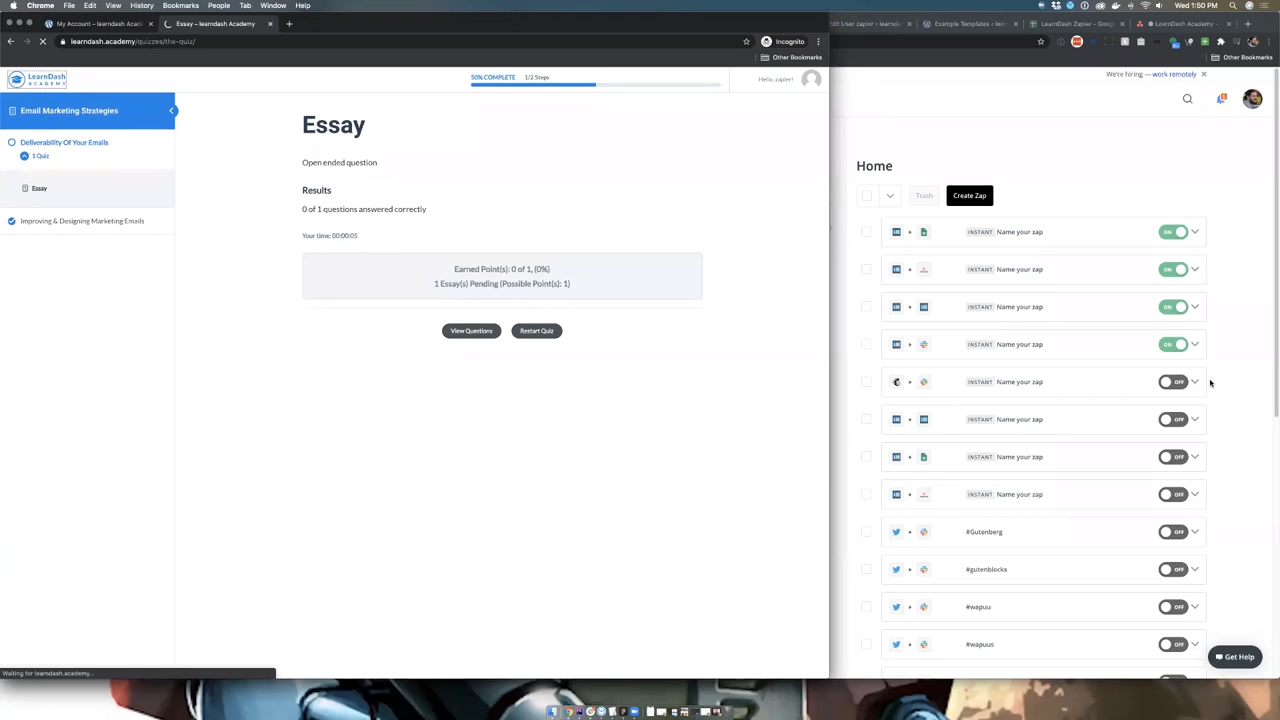 Chrome File Edit View History Bookmarks People Tab Window Help
Wed 1:50 PM
My Account – learndash Acad
Essay – learndash Academy
learndash.academy/quizzes/the-quiz/
Incognito
Other Bookmarks
LearnDash
ACADEMY
50% COMPLETE 1/2 Steps
Hello, zapier!
Email Marketing Strategies
Deliverability Of Your Emails
1 Quiz
Essay
Improving & Designing Marketing Emails
Essay
Open ended question
Results
0 of 1 questions answered correctly
Your time: 00:00:05
Earned Point(s): 0 of 1, (0%)
1 Essay(s) Pending (Possible Point(s): 1)
View Questions
Restart Quiz
Waiting for learndash.academy...
Edit User zapier ‹ learndas
Example Templates ‹ lear
LearnDash Zapier - Goog
LearnDash Academy -
Other Bookmarks
We're hiring — work remotely
Home
Trash
Create Zap
INSTANT Name your zap ON
INSTANT Name your zap ON
INSTANT Name your zap ON
INSTANT Name your zap ON
INSTANT Name your zap OFF
INSTANT Name your zap OFF
INSTANT Name your zap OFF
INSTANT Name your zap OFF
#Gutenberg OFF
#gutenblocks OFF
#wapuu OFF
#wapuus OFF
Get Help